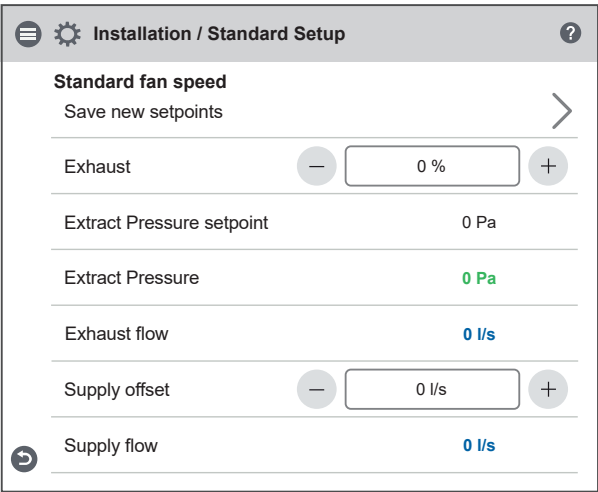 Installation / Standard Setup
?
Standard fan speed
Save new setpoints
Exhaust − 0 % +
Extract Pressure setpoint 0 Pa
Extract Pressure 0 Pa
Exhaust flow 0 l/s
Supply offset − 0 l/s +
Supply flow 0 l/s